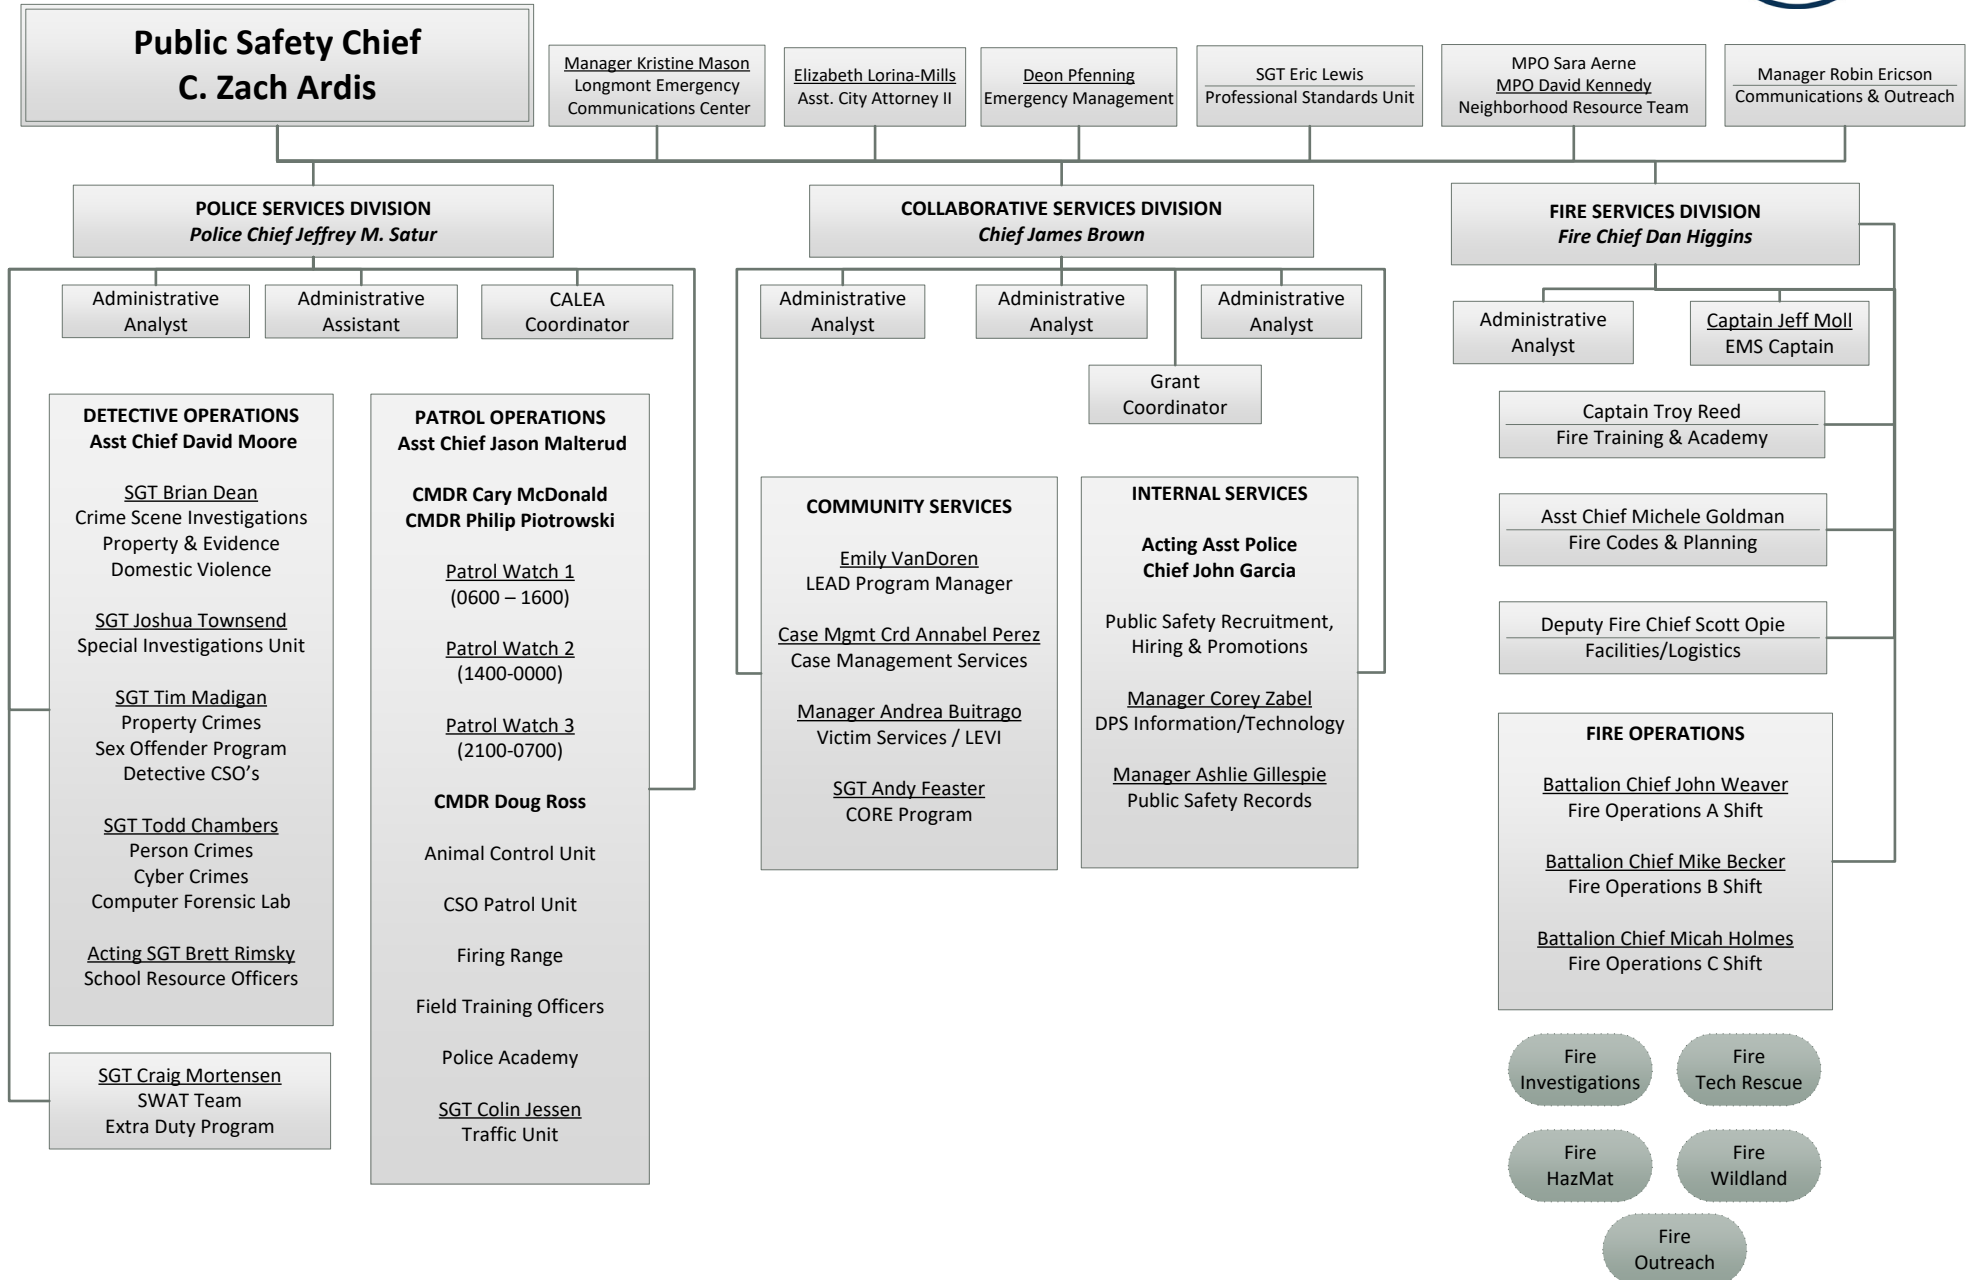 Public Safety Chief
C. Zach Ardis
Manager Kristine Mason
Longmont Emergency
Communications Center
Elizabeth Lorina-Mills
Asst. City Attorney II
Deon Pfenning
Emergency Management
SGT Eric Lewis
Professional Standards Unit
MPO Sara Aerne
MPO David Kennedy
Neighborhood Resource Team
Manager Robin Ericson
Communications & Outreach
POLICE SERVICES DIVISION
Police Chief Jeffrey M. Satur
COLLABORATIVE SERVICES DIVISION
Chief James Brown
FIRE SERVICES DIVISION
Fire Chief Dan Higgins
Administrative
Analyst
Administrative
Assistant
CALEA
Coordinator
Administrative
Analyst
Administrative
Analyst
Administrative
Analyst
Grant
Coordinator
Administrative
Analyst
Captain Jeff Moll
EMS Captain
DETECTIVE OPERATIONS
Asst Chief David Moore
SGT Brian Dean
Crime Scene Investigations
Property & Evidence
Domestic Violence
SGT Joshua Townsend
Special Investigations Unit
SGT Tim Madigan
Property Crimes
Sex Offender Program
Detective CSO's
SGT Todd Chambers
Person Crimes
Cyber Crimes
Computer Forensic Lab
Acting SGT Brett Rimsky
School Resource Officers
SGT Craig Mortensen
SWAT Team
Extra Duty Program
PATROL OPERATIONS
Asst Chief Jason Malterud
CMDR Cary McDonald
CMDR Philip Piotrowski
Patrol Watch 1
(0600 – 1600)
Patrol Watch 2
(1400-0000)
Patrol Watch 3
(2100-0700)
CMDR Doug Ross
Animal Control Unit
CSO Patrol Unit
Firing Range
Field Training Officers
Police Academy
SGT Colin Jessen
Traffic Unit
COMMUNITY SERVICES
Emily VanDoren
LEAD Program Manager
Case Mgmt Crd Annabel Perez
Case Management Services
Manager Andrea Buitrago
Victim Services / LEVI
SGT Andy Feaster
CORE Program
INTERNAL SERVICES
Acting Asst Police
Chief John Garcia
Public Safety Recruitment,
Hiring & Promotions
Manager Corey Zabel
DPS Information/Technology
Manager Ashlie Gillespie
Public Safety Records
Captain Troy Reed
Fire Training & Academy
Asst Chief Michele Goldman
Fire Codes & Planning
Deputy Fire Chief Scott Opie
Facilities/Logistics
FIRE OPERATIONS
Battalion Chief John Weaver
Fire Operations A Shift
Battalion Chief Mike Becker
Fire Operations B Shift
Battalion Chief Micah Holmes
Fire Operations C Shift
Fire
Investigations
Fire
Tech Rescue
Fire
HazMat
Fire
Wildland
Fire
Outreach